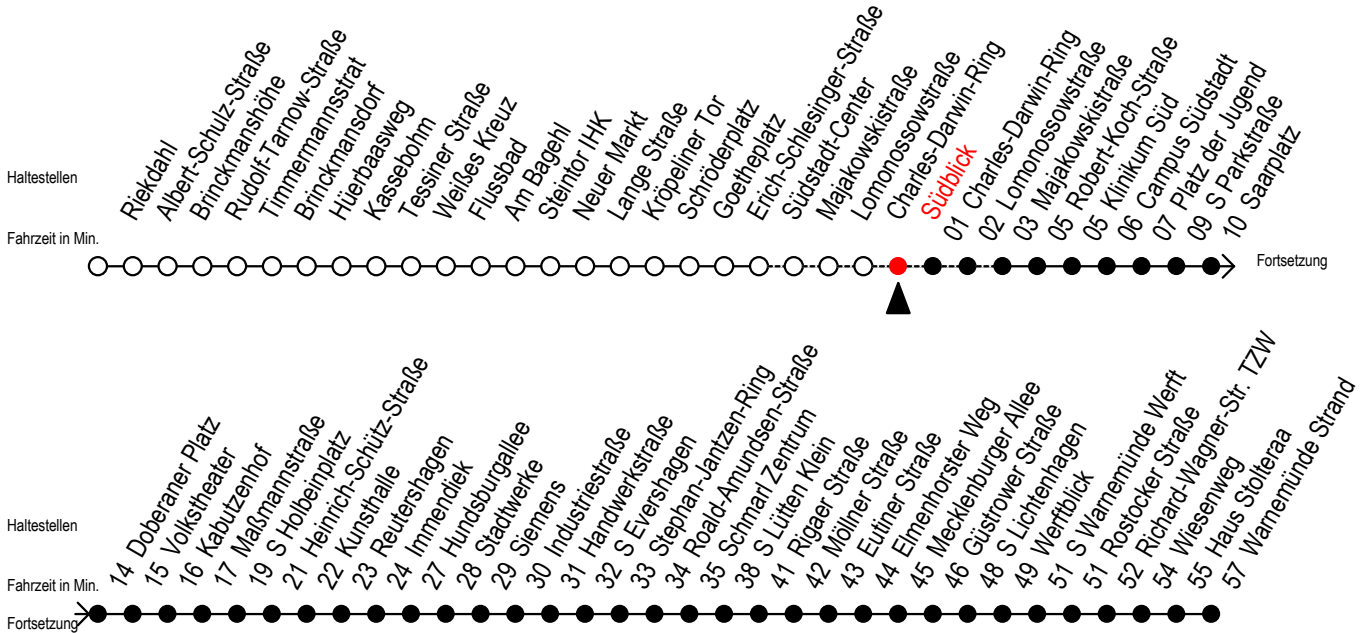 Haltestellen
Riekdahl
Albert-Schulz-Straße
Brinckmanshöhe
Rudolf-Tarnow-Straße
Timmermannsstrat
Brinckmansdorf
Hüerbaasweg
Kassebohm
Tessiner Straße
Weißes Kreuz
Flussbad
Am Bagehl
Steintor IHK
Neuer Markt
Lange Straße
Kröpeliner Tor
Schröderplatz
Goetheplatz
Erich-Schlesinger-Straße
Südstadt-Center
Majakowskistraße
Lomonossowstraße
Charles-Darwin-Ring
Südblick
01 Charles-Darwin-Ring
02 Lomonossowstraße
03 Majakowskistraße
05 Robert-Koch-Straße
05 Klinikum Süd
06 Campus Südstadt
07 Platz der Jugend
09 S Parkstraße
10 Saarplatz
Fahrzeit in Min.
Fortsetzung
Haltestellen
14 Doberaner Platz
15 Volkstheater
16 Kabutzenhof
17 Maßmannstraße
19 S Holbeinplatz
21 Heinrich-Schütz-Straße
22 Kunsthalle
23 Reutershagen
24 Immendiek
27 Hundsburgallee
28 Stadtwerke
29 Siemens
30 Industriestraße
31 Handwerkstraße
32 S Evershagen
33 Stephan-Jantzen-Ring
34 Roald-Amundsen-Straße
35 Schmarl Zentrum
38 S Lütten Klein
41 Rigaer Straße
42 Möllner Straße
43 Eutiner Straße
44 Elmenhorster Weg
45 Mecklenburger Allee
46 Güstrower Straße
48 S Lichtenhagen
49 Werftblick
51 S Warnemünde Werft
51 Rostocker Straße
52 Richard-Wagner-Str. TZW
54 Wiesenweg
55 Haus Stolteraa
57 Warnemünde Strand
Fahrzeit in Min.
Fortsetzung